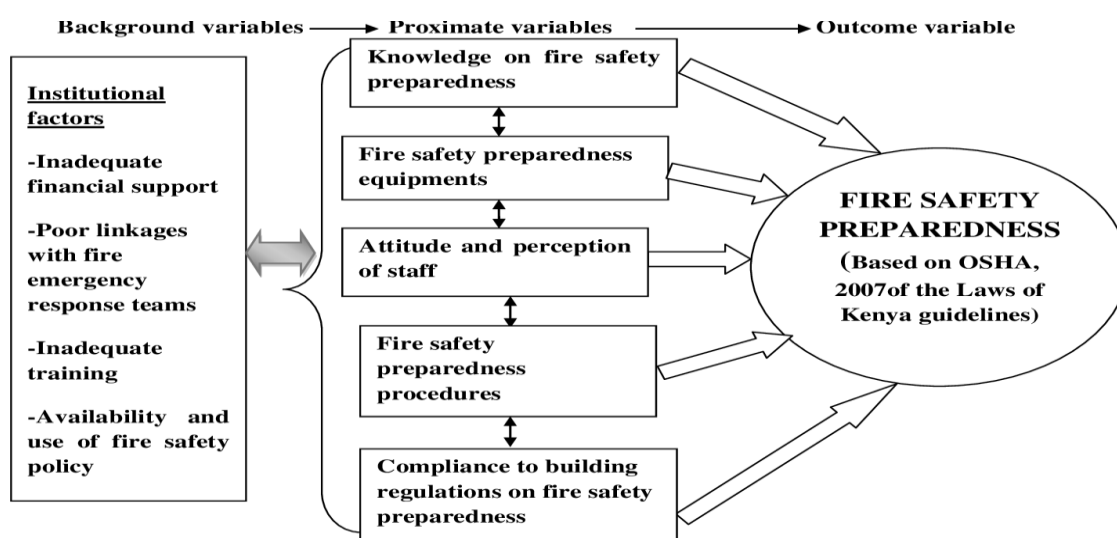 Background variables
Proximate variables
Outcome variable
Institutional
factors
-Inadequate
financial support
-Poor linkages
with fire
emergency
response teams
-Inadequate
training
-Availability and
use of fire safety
policy
Knowledge on fire safety
preparedness
Fire safety preparedness
equipments
Attitude and perception
of staff
Fire safety
preparedness
procedures
Compliance to building
regulations on fire safety
preparedness
FIRE SAFETY
PREPAREDNESS
(Based on OSHA,
2007of the Laws of
Kenya guidelines)